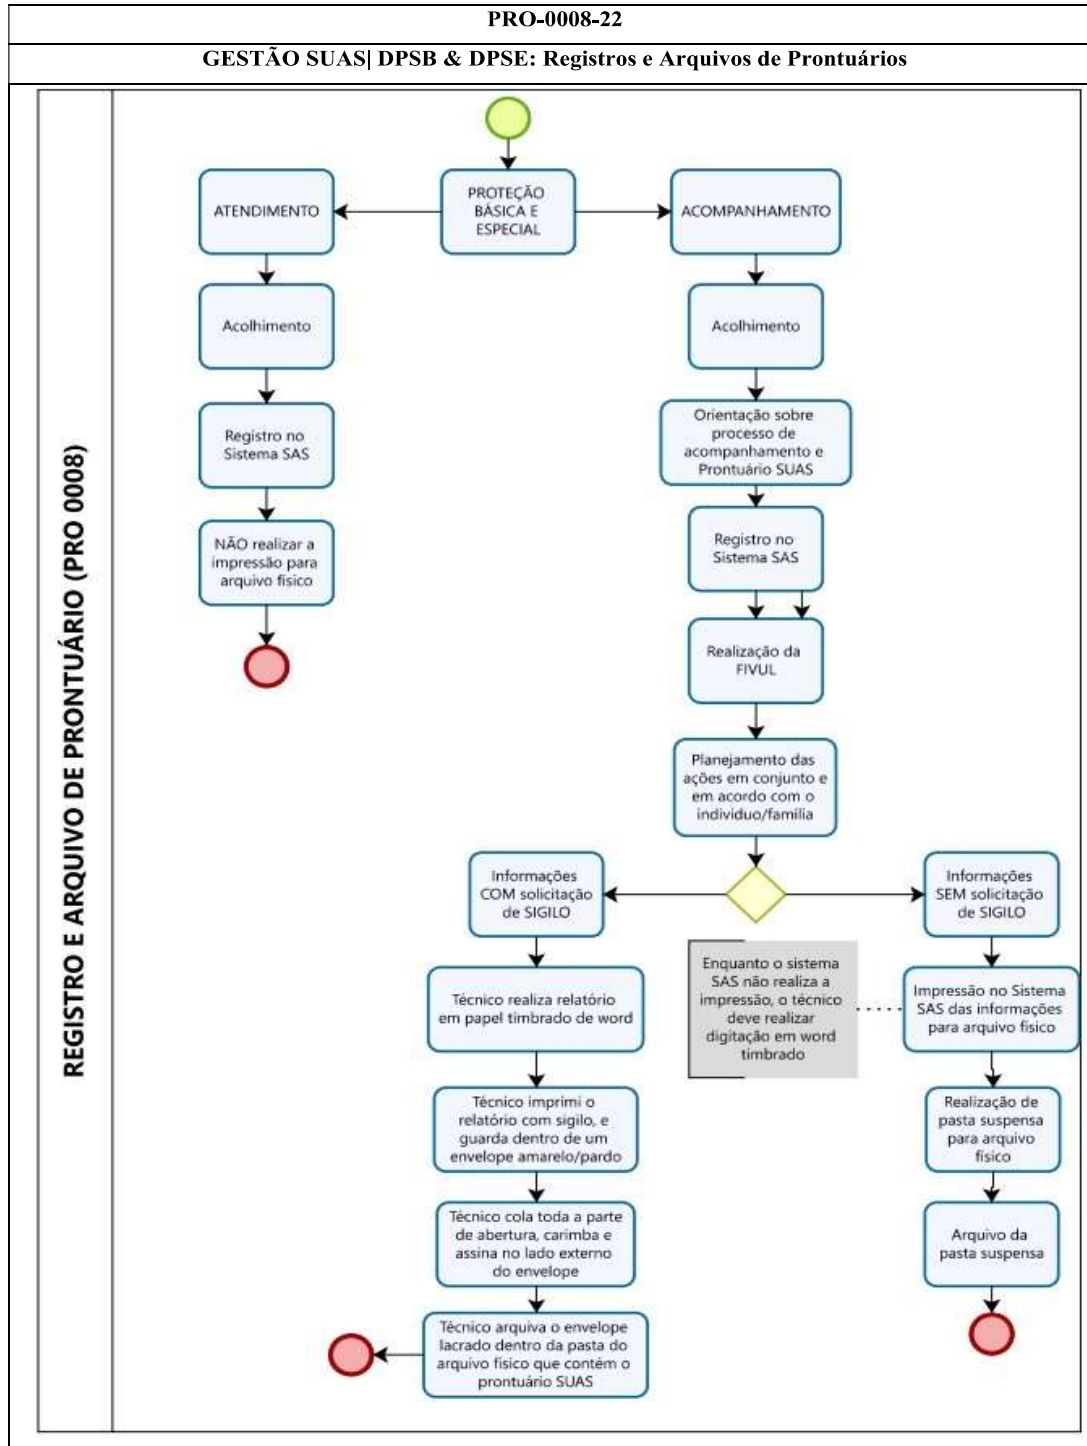 PRO-0008-22
GESTÃO SUAS| DPSB & DPSE: Registros e Arquivos de Prontuários
REGISTRO E ARQUIVO DE PRONTUÁRIO (PRO 0008)
PROTEÇÃO
BÁSICA E
ESPECIAL
ATENDIMENTO
Acolhimento
Registro no
Sistema SAS
NÃO realizar a
impressão para
arquivo físico
ACOMPANHAMENTO
Acolhimento
Orientação sobre
processo de
acompanhamento e
Prontuário SUAS
Registro no
Sistema SAS
Realização da
FIVUL
Planejamento das
ações em conjunto e
em acordo com o
individuo/família
Informações
COM solicitação
de SIGILO
Técnico realiza relatório
em papel timbrado de word
Técnico imprimi o
relatório com sigilo, e
guarda dentro de um
envelope amarelo/pardo
Técnico cola toda a parte
de abertura, carimba e
assina no lado externo
do envelope
Técnico arquiva o envelope
lacrado dentro da pasta do
arquivo fisico que contém o
prontuário SUAS
Enquanto o sistema
SAS não realiza a
impressão, o técnico
deve realizar
digitação em word
timbrado
Informações
SEM solicitação
de SIGILO
Impressão no Sistema
SAS das informações
para arquivo físico
Realização de
pasta suspensa
para arquivo
físico
Arquivo da
pasta suspensa